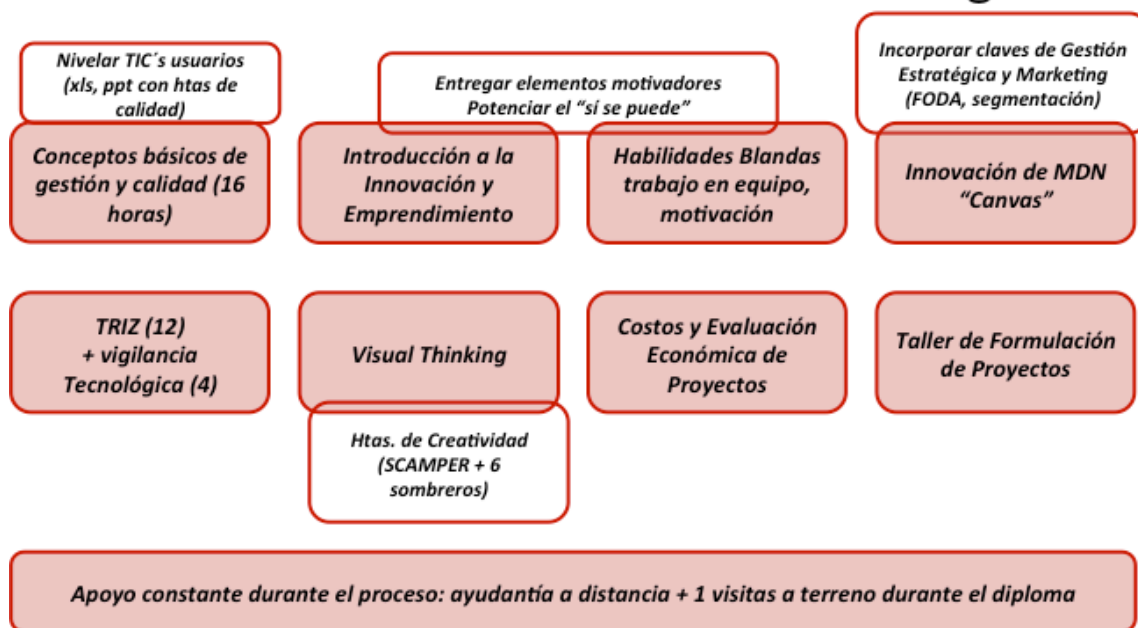 Nivelar TIC´s usuarios
(xls, ppt con htas de
calidad)
Entregar elementos motivadores
Potenciar el “sí se puede”
Incorporar claves de Gestión
Estratégica y Marketing
(FODA, segmentación)
Conceptos básicos de
gestión y calidad (16
horas)
Introducción a la
Innovación y
Emprendimiento
Habilidades Blandas
trabajo en equipo,
motivación
Innovación de MDN
“Canvas”
TRIZ (12)
+ vigilancia
Tecnológica (4)
Visual Thinking
Costos y Evaluación
Económica de
Proyectos
Taller de Formulación
de Proyectos
Htas. de Creatividad
(SCAMPER + 6
sombreros)
Apoyo constante durante el proceso: ayudantía a distancia + 1 visitas a terreno durante el diploma